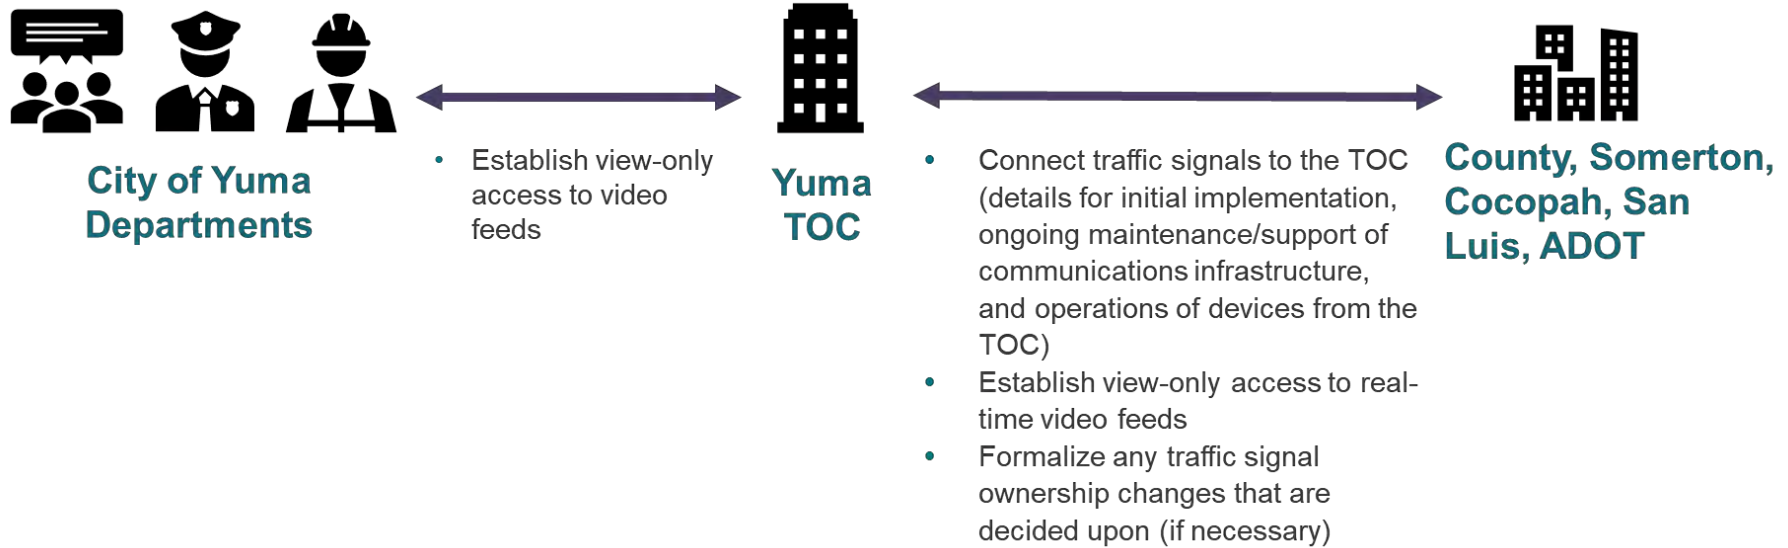 City of Yuma
Departments
• Establish view-only
access to video
feeds
Yuma
TOC
• Connect traffic signals to the TOC
(details for initial implementation,
ongoing maintenance/support of
communications infrastructure,
and operations of devices from the
TOC)
• Establish view-only access to real-
time video feeds
• Formalize any traffic signal
ownership changes that are
decided upon (if necessary)
County, Somerton,
Cocopah, San
Luis, ADOT